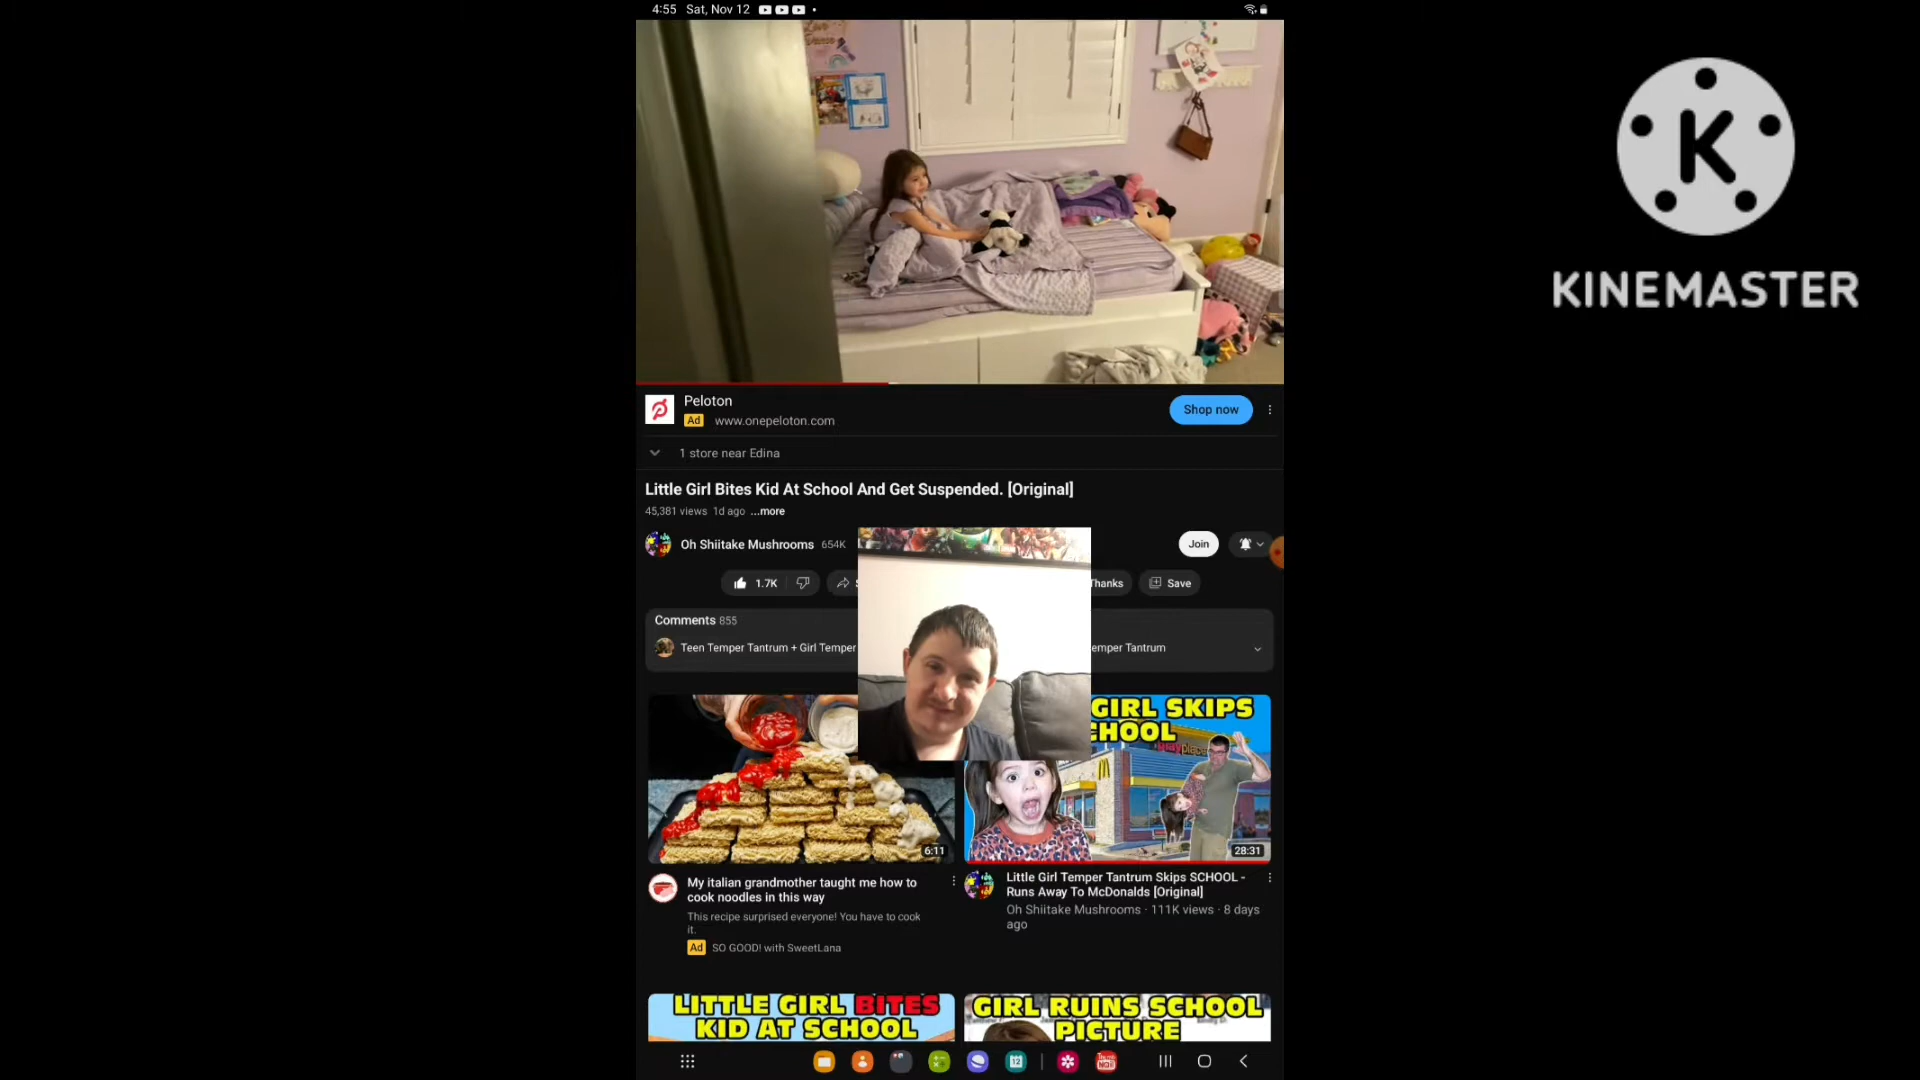 4:55 Sat, Nov 12
KINEMASTER
Peloton
Ad www.onepeloton.com
Shop now
1 store near Edina
Little Girl Bites Kid At School And Get Suspended. [Original]
45,381 views 1d ago ...more
Oh Shiitake Mushrooms 654K
Join
1.7K
Thanks
Save
Comments 855
Teen Temper Tantrum + Girl Temper
emper Tantrum
GIRL SKIPS
HOOL
6:11
28:31
My italian grandmother taught me how to
cook noodles in this way
This recipe surprised everyone! You have to cook
it.
Ad SO GOOD! with SweetLana
Little Girl Temper Tantrum Skips SCHOOL -
Runs Away To McDonalds [Original]
Oh Shiitake Mushrooms · 111K views · 8 days
ago
LITTLE GIRL BITES
KID AT SCHOOL
GIRL RUINS SCHOOL
PICTURE
12